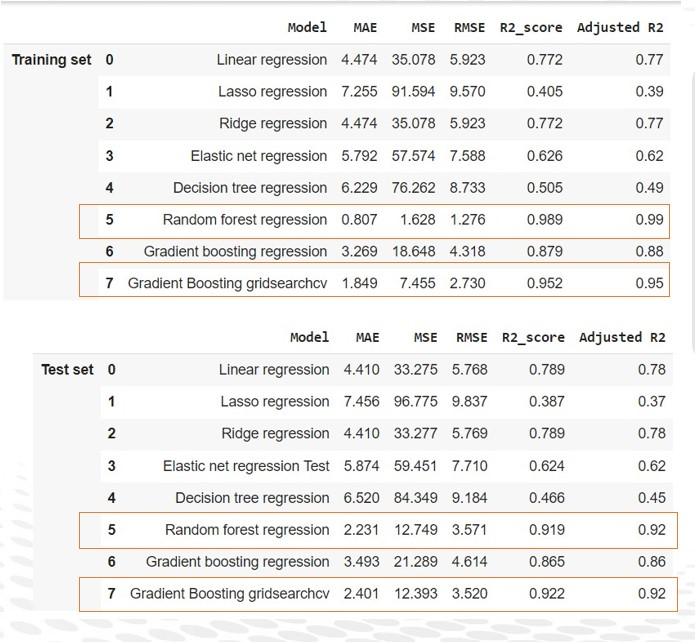 Model MAE MSE RMSE R2_score Adjusted R2
Training set 0 Linear regression 4.474 35.078 5.923 0.772 0.77
1 Lasso regression 7.255 91.594 9.570 0.405 0.39
2 Ridge regression 4.474 35.078 5.923 0.772 0.77
3 Elastic net regression 5.792 57.574 7.588 0.626 0.62
4 Decision tree regression 6.229 76.262 8.733 0.505 0.49
5 Random forest regression 0.807 1.628 1.276 0.989 0.99
6 Gradient boosting regression 3.269 18.648 4.318 0.879 0.88
7 Gradient Boosting gridsearchcv 1.849 7.455 2.730 0.952 0.95
Model MAE MSE RMSE R2_score Adjusted R2
Test set 0 Linear regression 4.410 33.275 5.768 0.789 0.78
1 Lasso regression 7.456 96.775 9.837 0.387 0.37
2 Ridge regression 4.410 33.277 5.769 0.789 0.78
3 Elastic net regression Test 5.874 59.451 7.710 0.624 0.62
4 Decision tree regression 6.520 84.349 9.184 0.466 0.45
5 Random forest regression 2.231 12.749 3.571 0.919 0.92
6 Gradient boosting regression 3.493 21.289 4.614 0.865 0.86
7 Gradient Boosting gridsearchcv 2.401 12.393 3.520 0.922 0.92